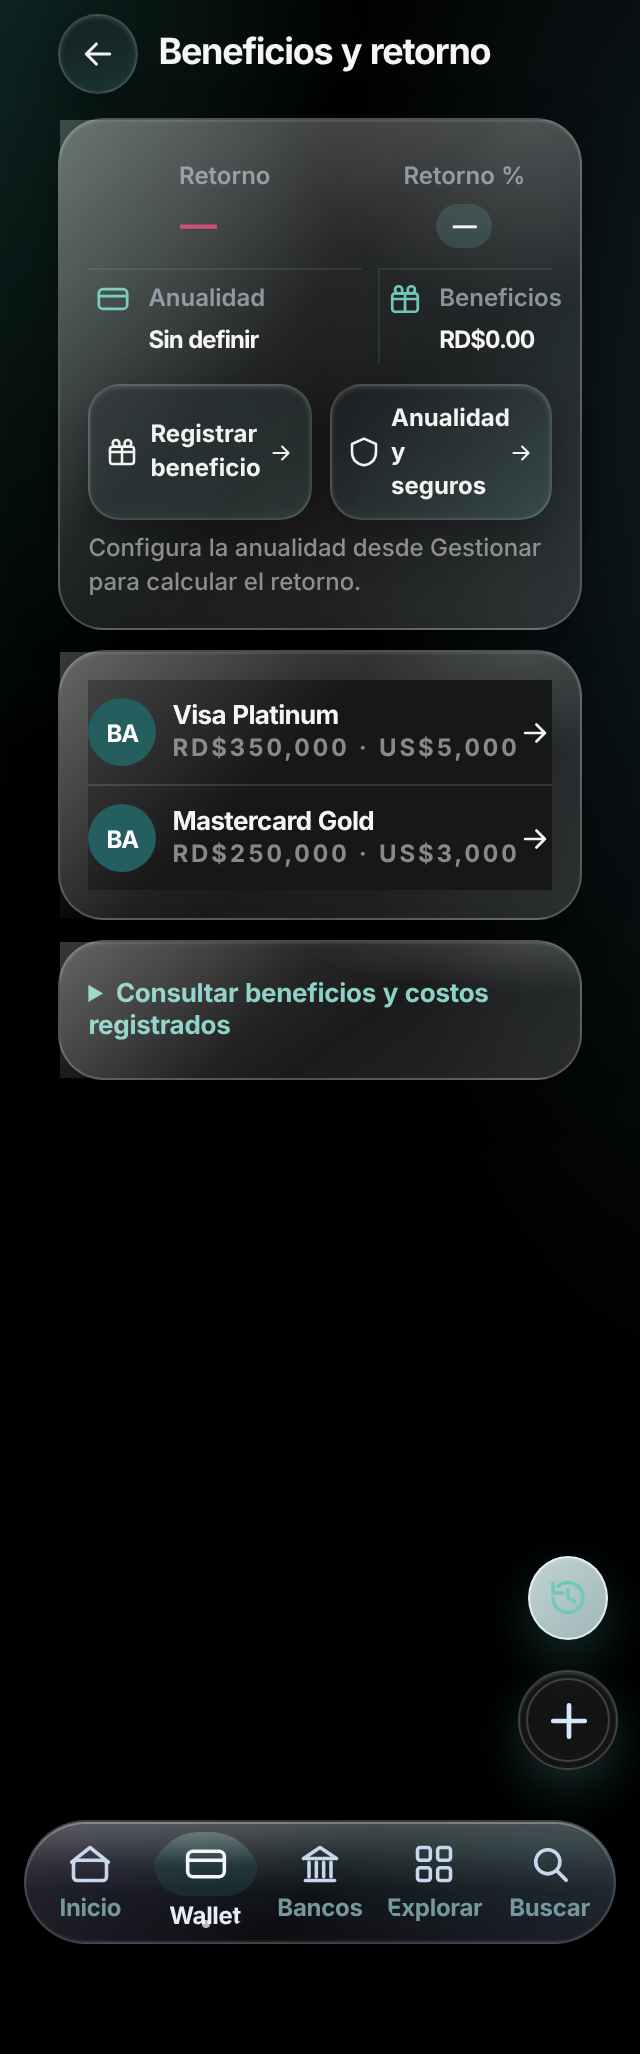 Beneficios y retorno
Retorno
Retorno %
—
—
Anualidad
Sin definir
Beneficios
RD$0.00
Registrar
beneficio
Anualidad
y
seguros
Configura la anualidad desde Gestionar
para calcular el retorno.
BA
Visa Platinum
RD$350,000 · US$5,000
BA
Mastercard Gold
RD$250,000 · US$3,000
Consultar beneficios y costos
registrados
Inicio
Wallet
Bancos
Explorar
Buscar